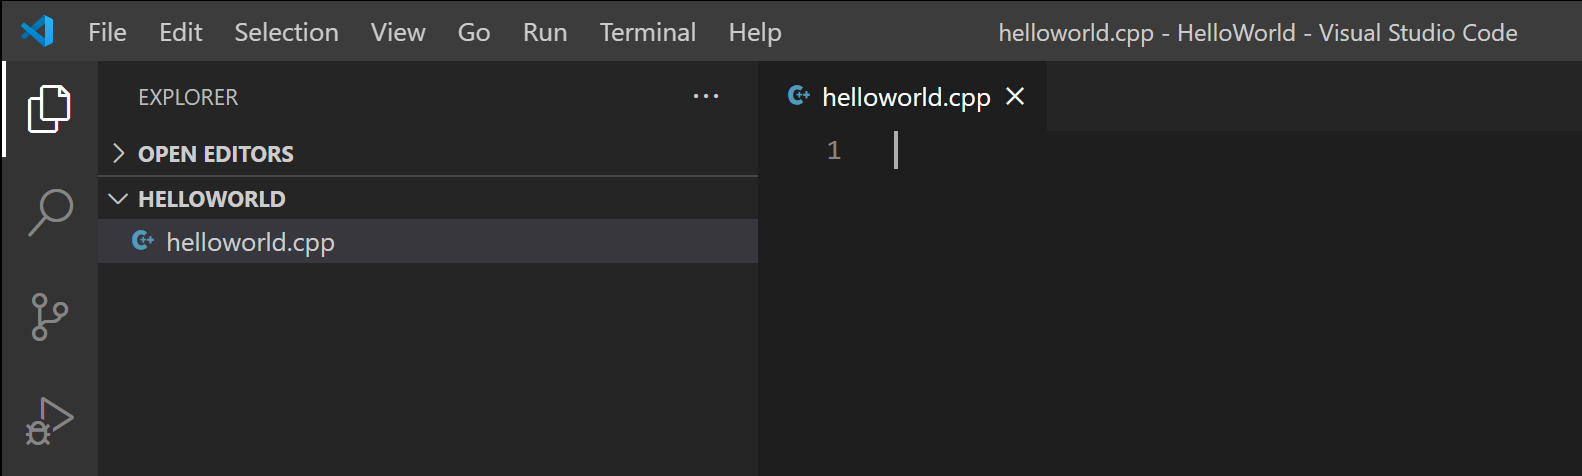 File Edit Selection View Go Run Terminal Help helloworld.cpp - HelloWorld - Visual Studio Code
EXPLORER ···
OPEN EDITORS
HELLOWORLD
helloworld.cpp
helloworld.cpp
1